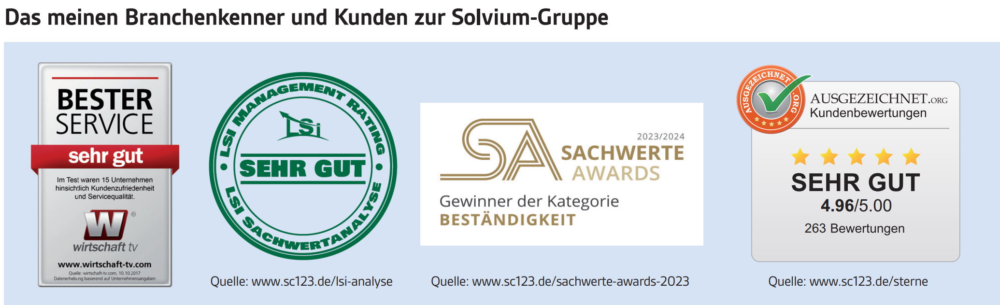 Das meinen Branchenkenner und Kunden zur Solvium-Gruppe
BESTER
SERVICE
sehr gut
Im Test waren 15 Unternehmen
hinsichtlich Kundenzufriedenheit
und Servicequalität.
W ®
wirtschaft tv
www.wirtschaft-tv.com
Quelle: wirtschaft-tv.com, 10.10.2017
Datenerhebung basierend auf Unternehmensangaben
LSI MANAGEMENT RATING
LSi
SEHR GUT
LSI SACHWERTANALYSE
Quelle: www.sc123.de/lsi-analyse
SA
2023/2024
SACHWERTE
AWARDS
Gewinner der Kategorie
BESTÄNDIGKEIT
Quelle: www.sc123.de/sachwerte-awards-2023
AUSGEZEICHNET.ORG
AUSGEZEICHNET.ORG
Kundenbewertungen
SEHR GUT
4.96/5.00
263 Bewertungen
Quelle: www.sc123.de/sterne